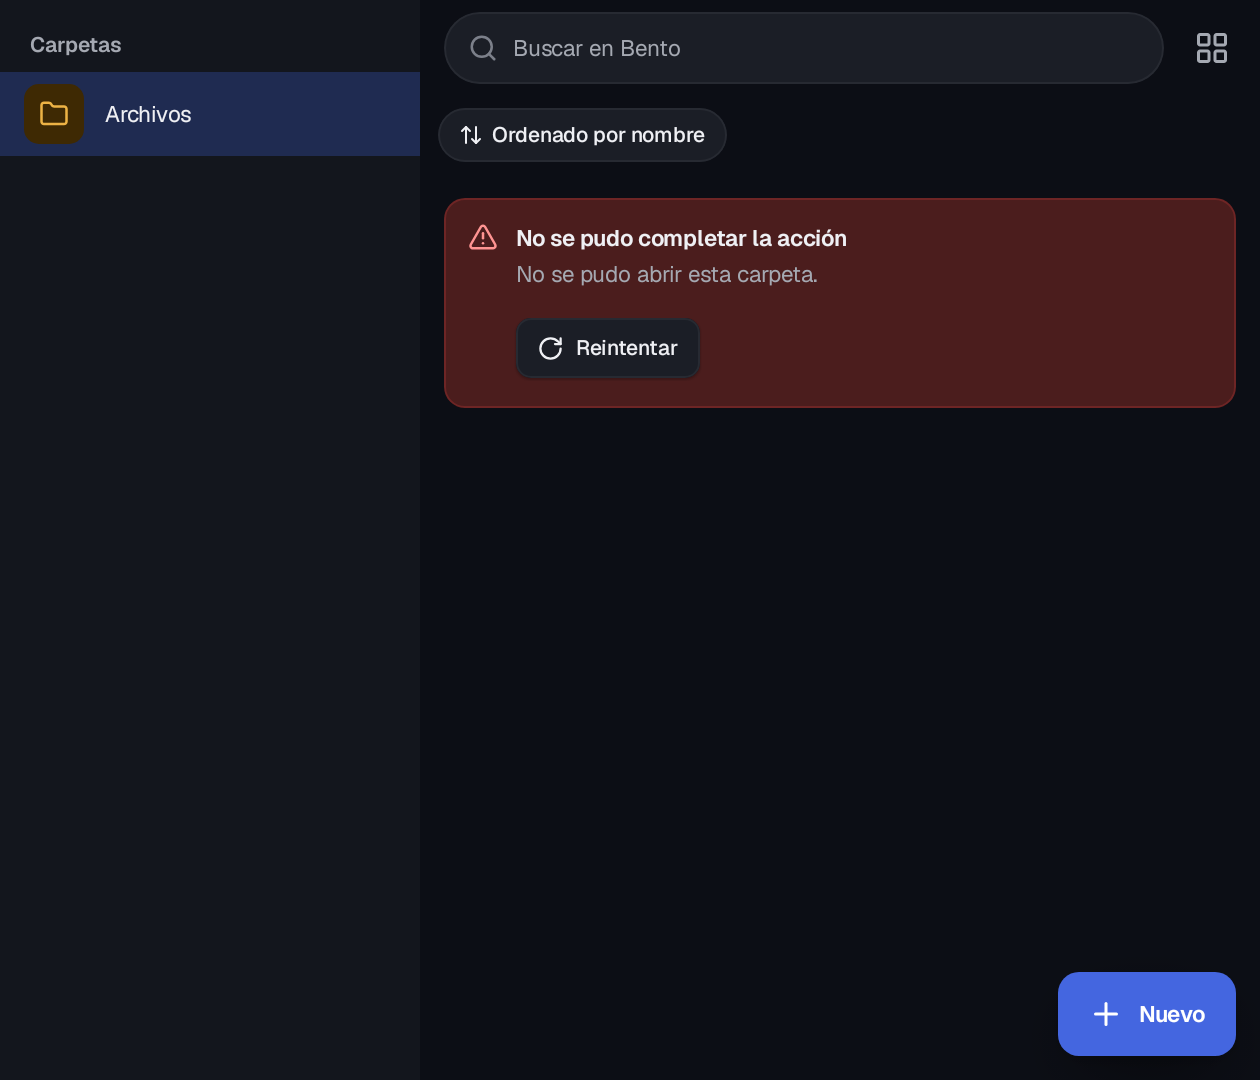 Carpetas
Archivos
Buscar en Bento
Ordenado por nombre
No se pudo completar la acción
No se pudo abrir esta carpeta.
Reintentar
Nuevo